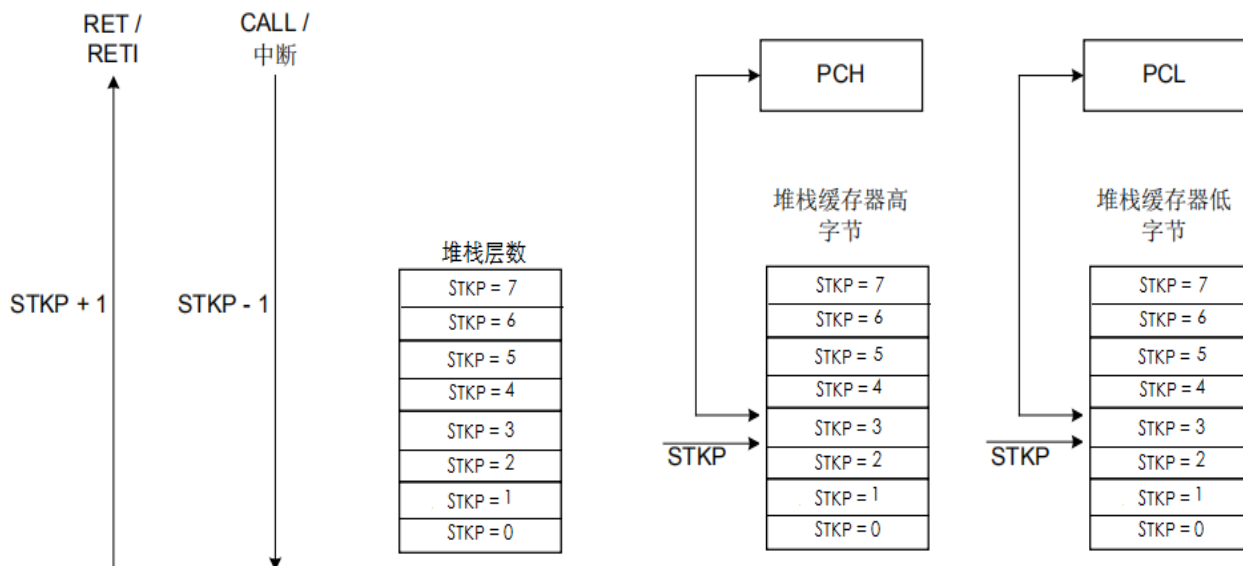 RET /
RETI
CALL /
中断
STKP + 1
STKP - 1
堆栈层数
STKP = 7
STKP = 6
STKP = 5
STKP = 4
STKP = 3
STKP = 2
STKP = 1
STKP = 0
PCH
堆栈缓存器高
字节
STKP = 7
STKP = 6
STKP = 5
STKP = 4
STKP = 3
STKP = 2
STKP = 1
STKP = 0
STKP
PCL
堆栈缓存器低
字节
STKP = 7
STKP = 6
STKP = 5
STKP = 4
STKP = 3
STKP = 2
STKP = 1
STKP = 0
STKP